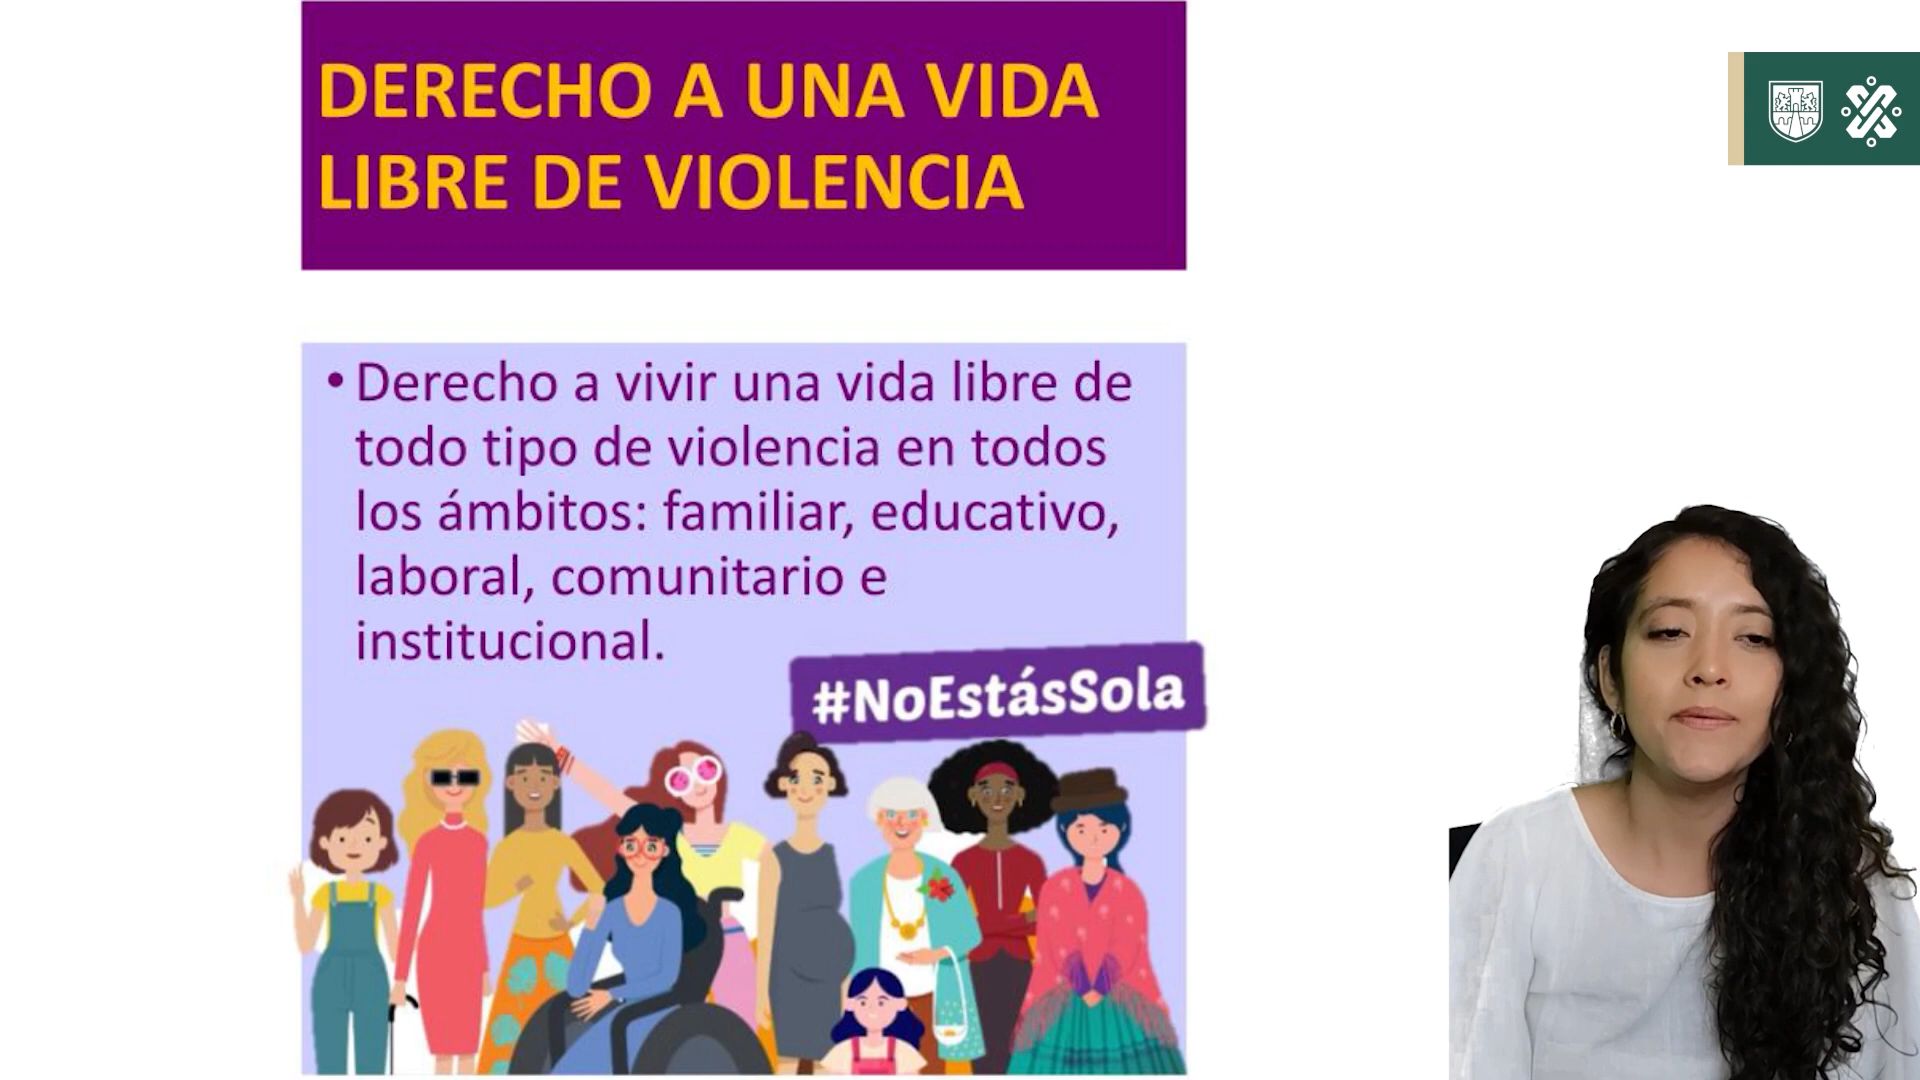 DERECHO A UNA VIDA
LIBRE DE VIOLENCIA
• Derecho a vivir una vida libre de
todo tipo de violencia en todos
los ámbitos: familiar, educativo,
laboral, comunitario e
institucional.
#NoEstásSola